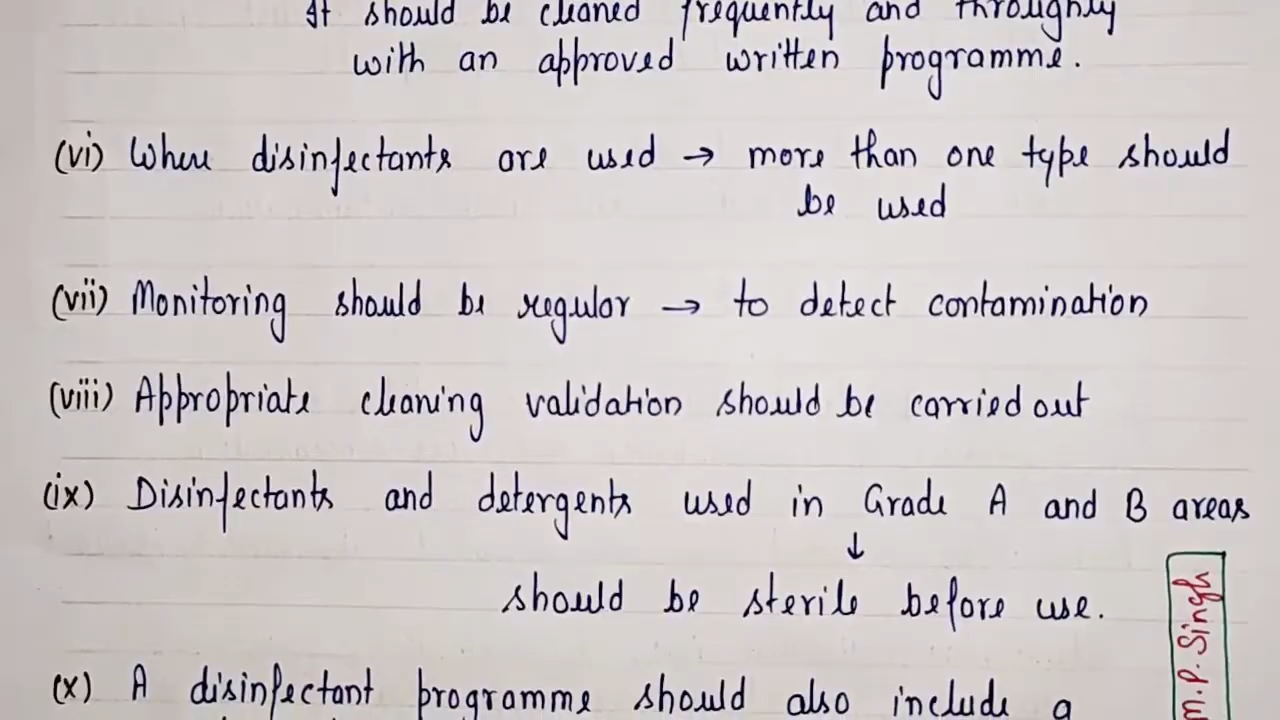 It should be cleaned frequently and throughly
with an approved written programme.
(vi) Where disinfectants are used → more than one type should
be used
(vii) Monitoring should be regular → to detect contamination
(viii) Appropriate cleaning validation should be carried out
(ix) Disinfectants and detergents used in Grade A and B areas
↓
should be sterile before use.
(x) A disinfectant programme should also include a
M.P. Singh